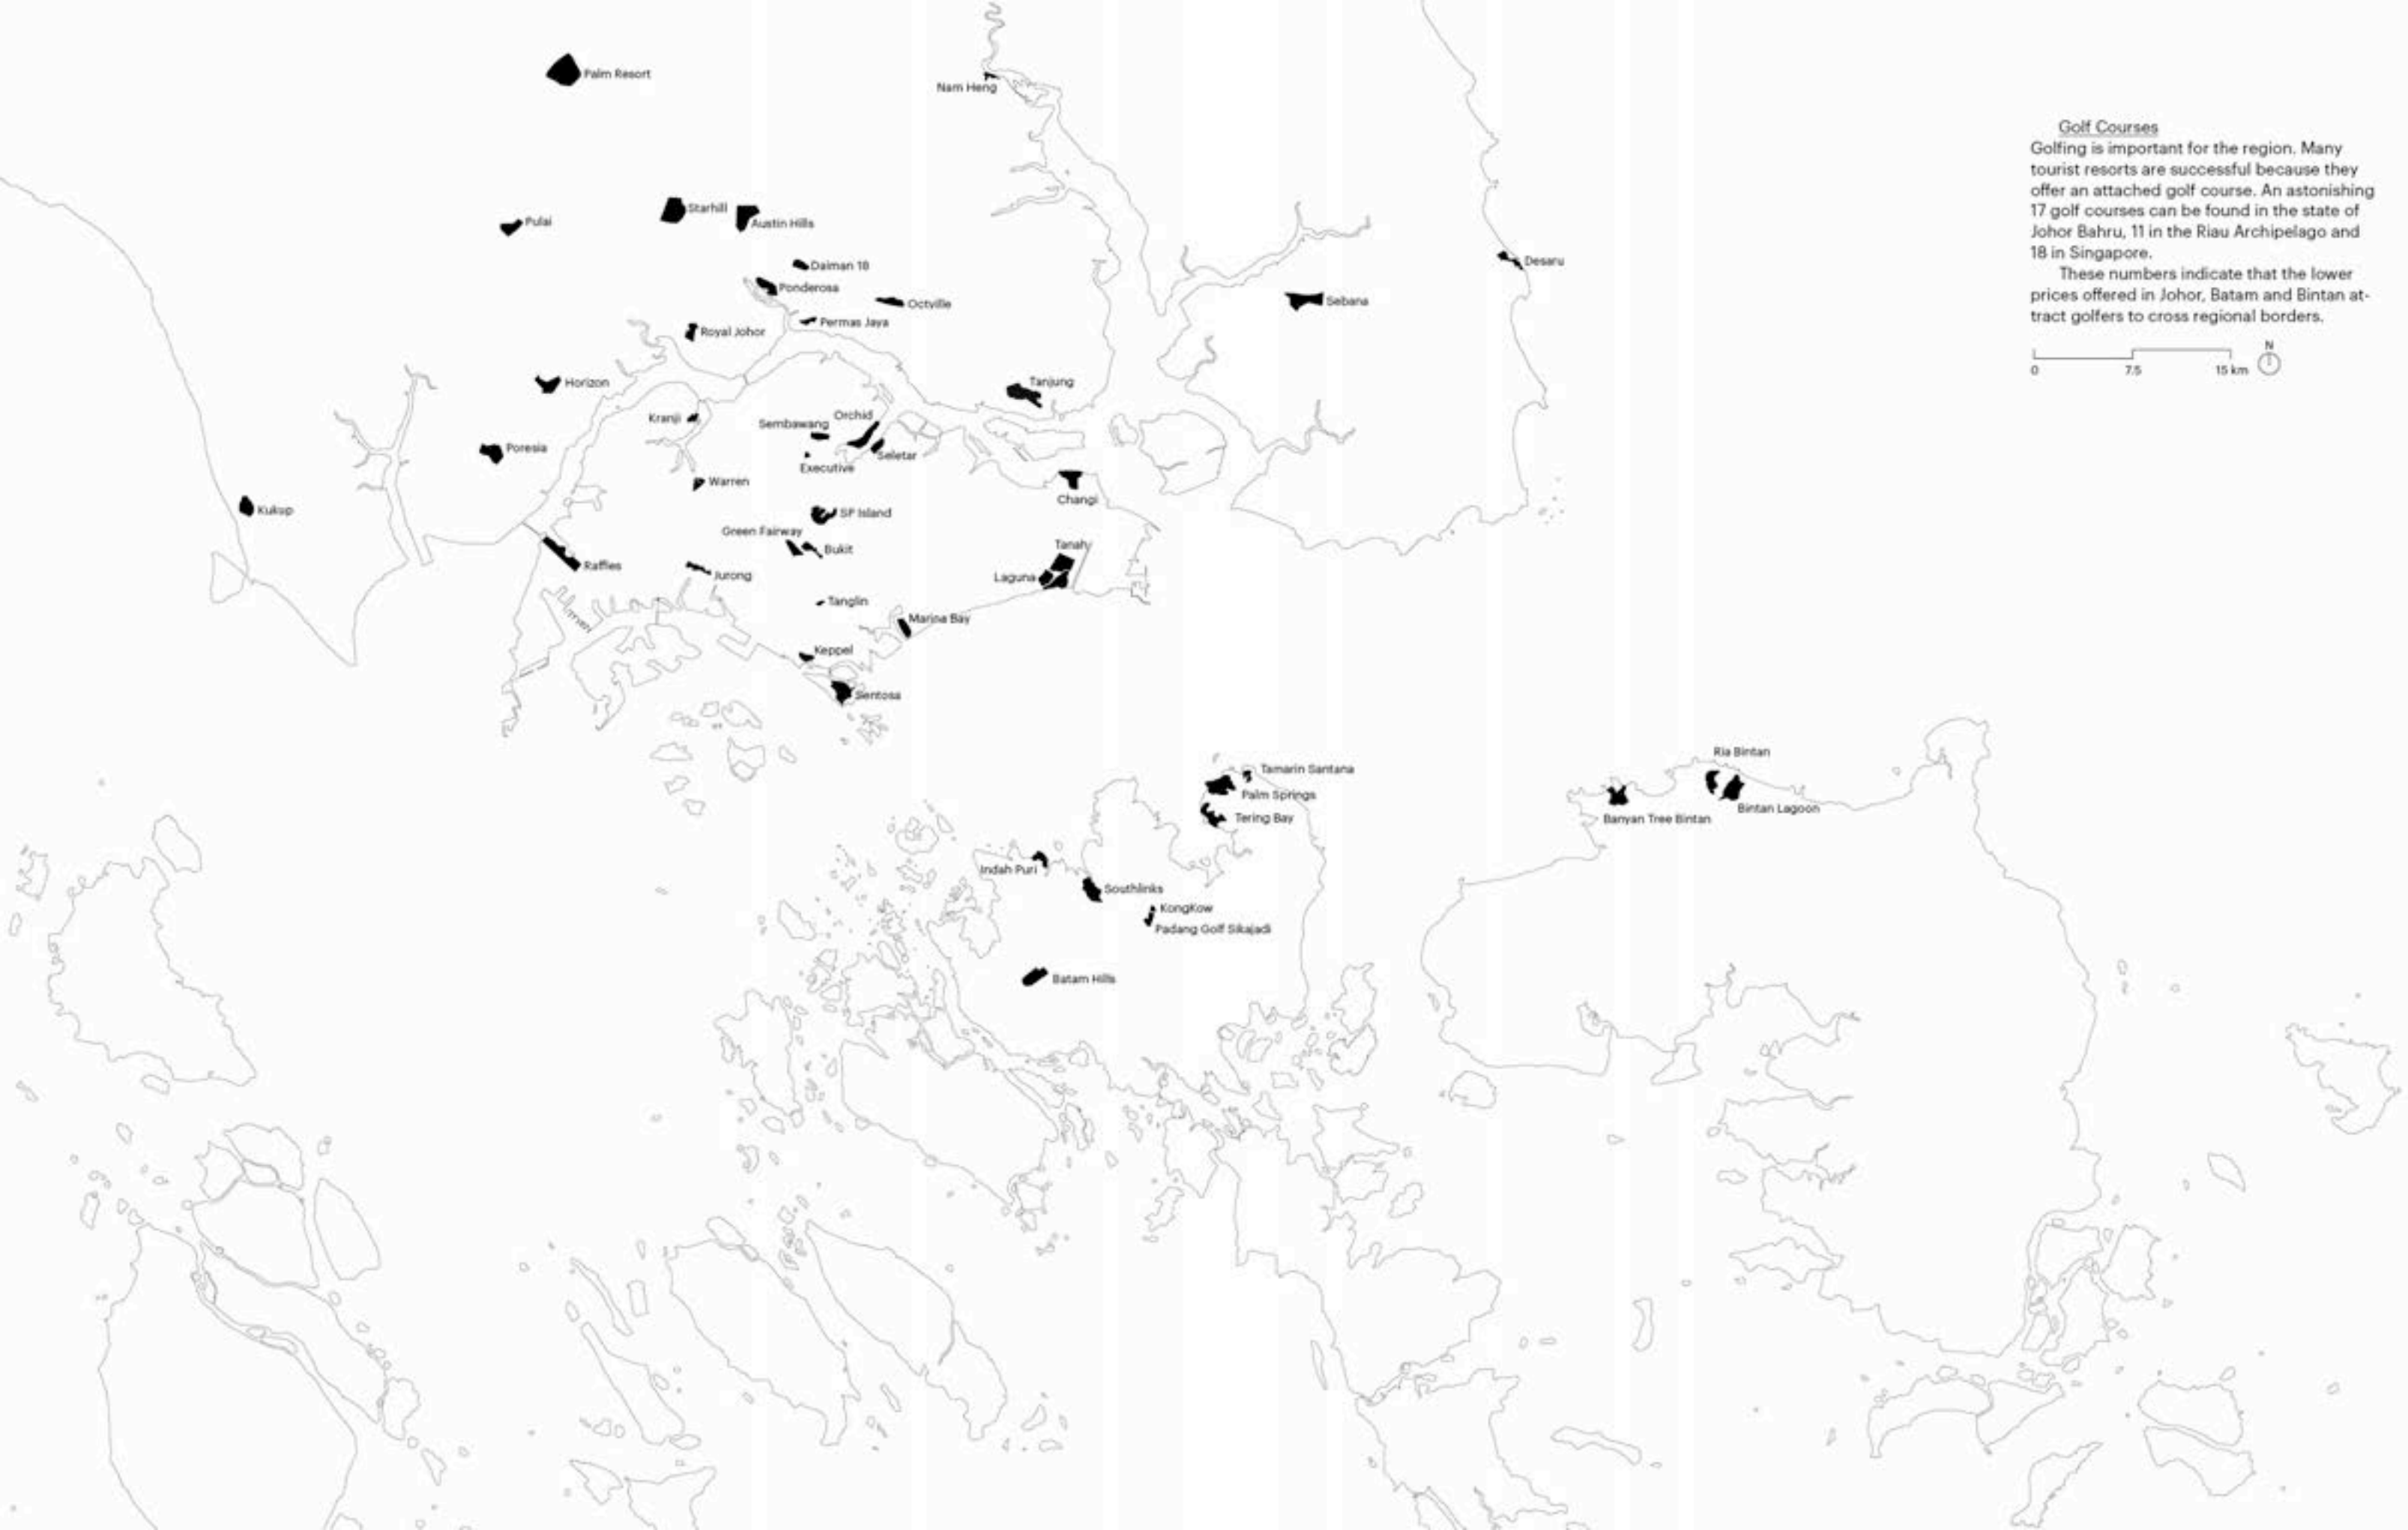 Golf Courses
Golfing is important for the region. Many
tourist resorts are successful because they
offer an attached golf course. An astonishing
17 golf courses can be found in the state of
Johor Bahru, 11 in the Riau Archipelago and
18 in Singapore.
These numbers indicate that the lower
prices offered in Johor, Batam and Bintan at-
tract golfers to cross regional borders.
N
0 7.5 15 km
Palm Resort
Nam Heng
Starhill
Pulai
Austin Hills
Desaru
Daiman 18
Ponderosa
Sebana
Octville
Permas Jaya
Royal Johor
Tanjung
Horizon
Orchid
Kranji
Sembawang
Poresia
Seletar
Executive
Warren
Changi
Kukup
SP Island
Green Fairway
Tanah
Bukit
Raffles
Jurong
Laguna
Tanglin
Marina Bay
Keppel
Sentosa
Ria Bintan
Tamarin Santana
Palm Springs
Bintan Lagoon
Tering Bay
Banyan Tree Bintan
Indah Puri
Southlinks
KongKow
Padang Golf Sikajadi
Batam Hills